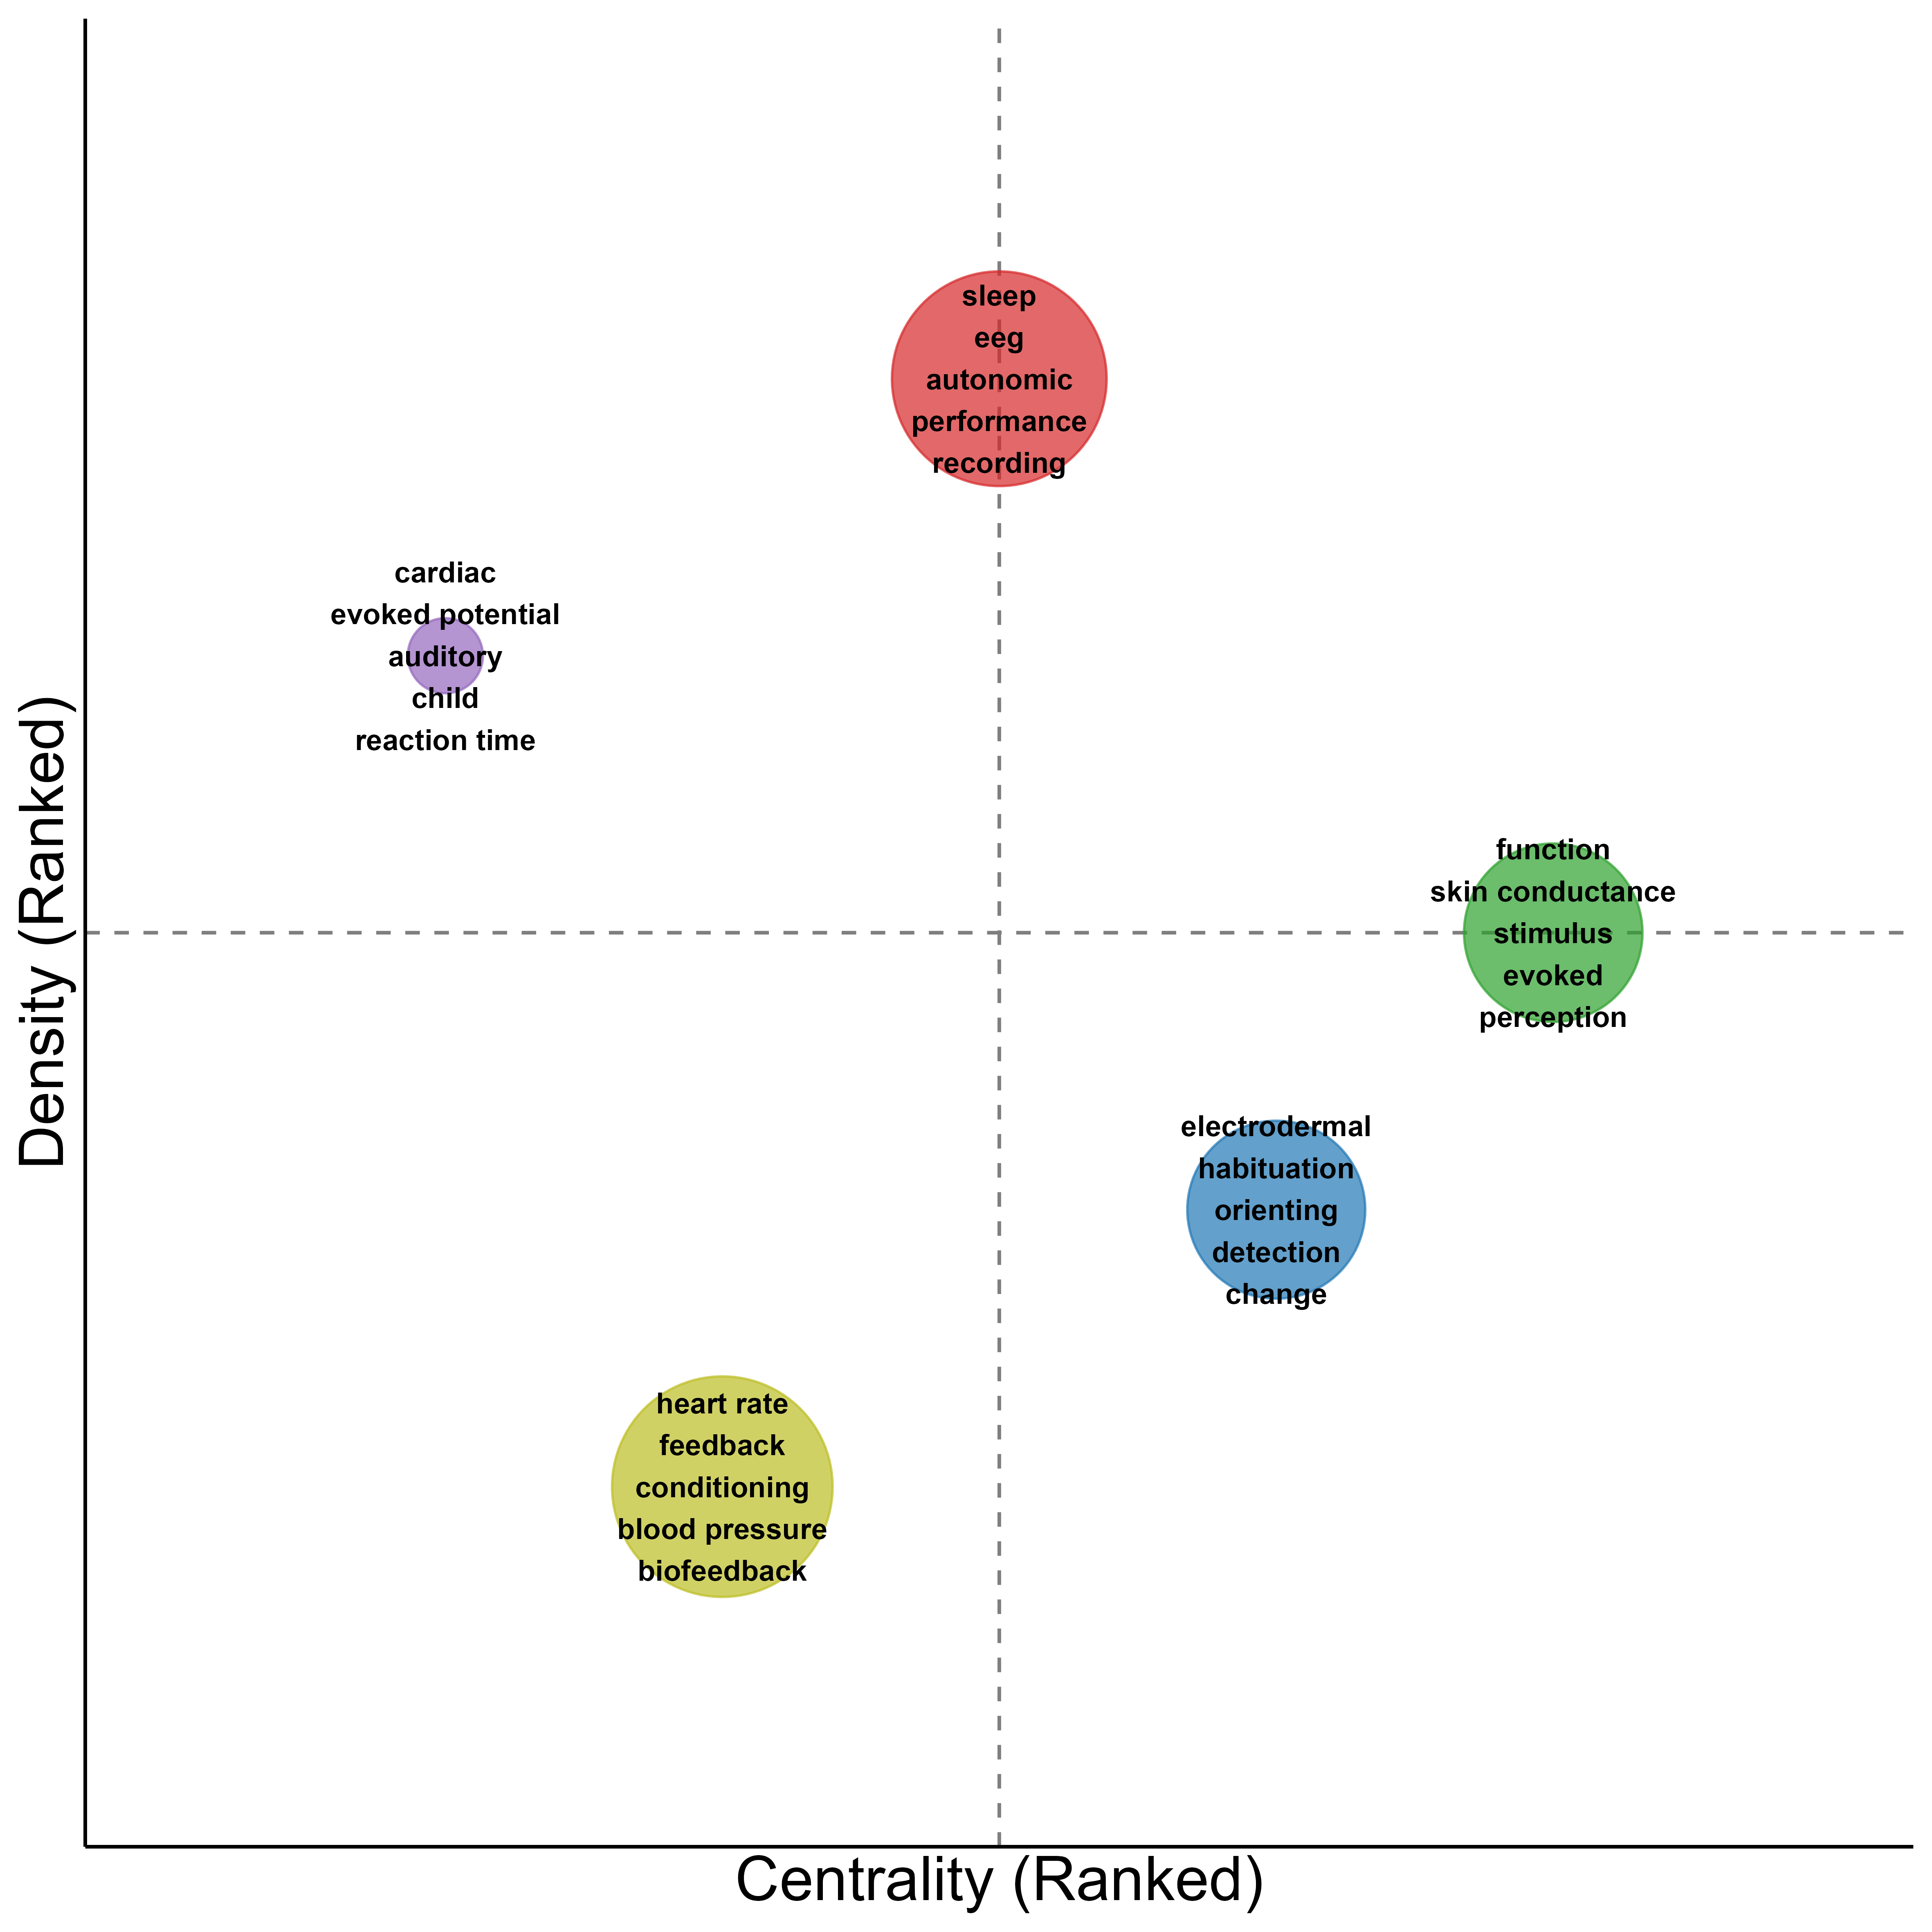 sleep
eeg
autonomic
performance
recording
cardiac
evoked potential
auditory
child
reaction time
function
skin conductance
stimulus
evoked
perception
electrodermal
habituation
orienting
detection
change
heart rate
feedback
conditioning
blood pressure
biofeedback
Density (Ranked)
Centrality (Ranked)